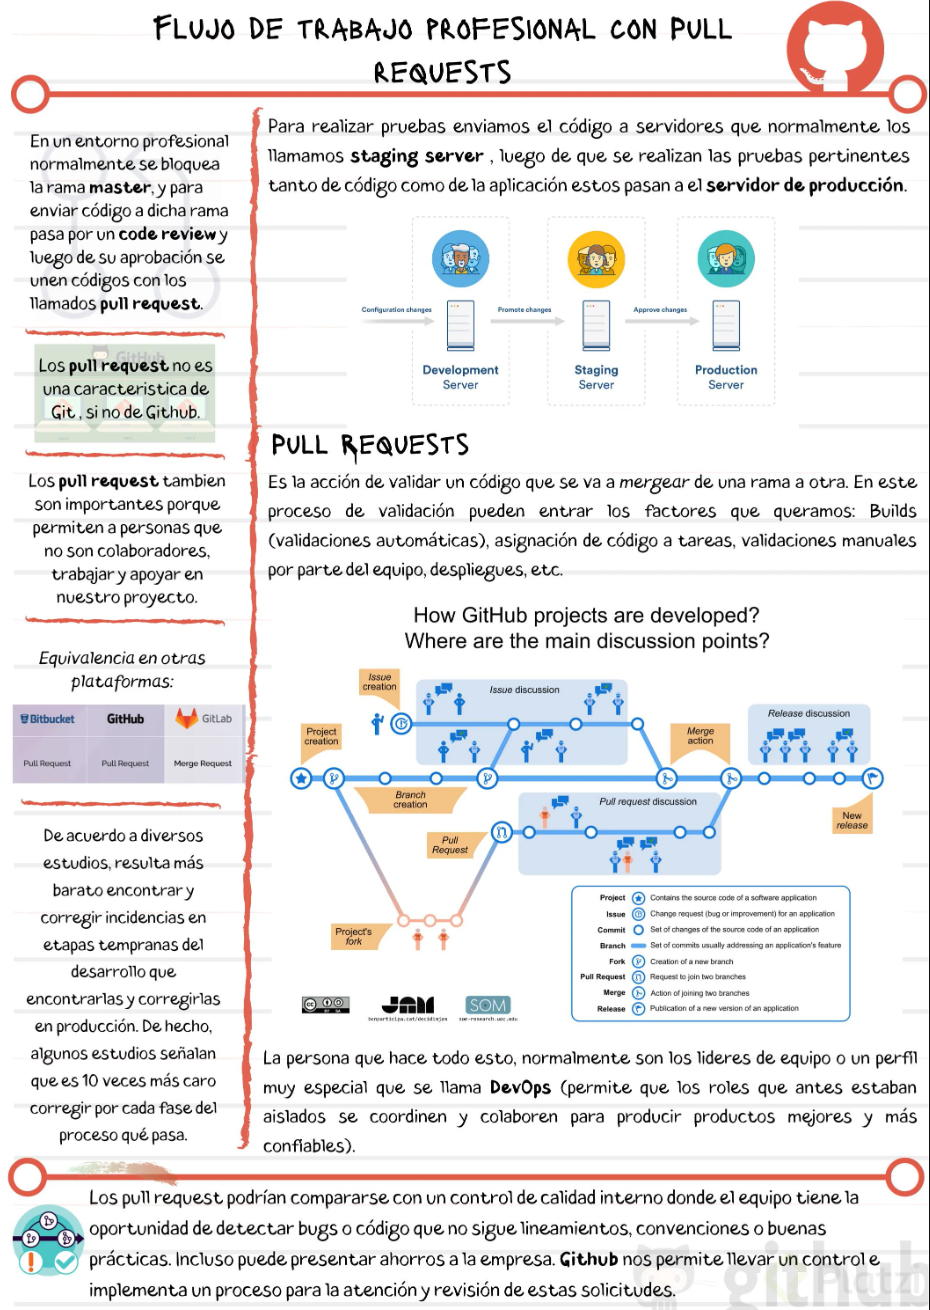 FLUJO DE TRABAJO PROFESIONAL CON PULL
REQUESTS
En un entorno profesional
normalmente se bloquea
la rama master, y para
enviar código a dicha rama
pasa por un code review y
luego de su aprobación se
unen códigos con los
llamados pull request.
GitHub
Los pull request no es
una caracteristica de
Git , si no de Github.
Los pull request tambien
son importantes porque
permiten a personas que
no son colaboradores,
trabajar y apoyar en
nuestro proyecto.
Equivalencia en otras
plataformas:
Bitbucket GitHub GitLab
Pull Request Pull Request Merge Request
De acuerdo a diversos
estudios, resulta más
barato encontrar y
corregir incidencias en
etapas tempranas del
desarrollo que
encontrarlas y corregirlas
en producción. De hecho,
algunos estudios señalan
que es 10 veces más caro
corregir por cada fase del
proceso qué pasa.
Para realizar pruebas enviamos el código a servidores que normalmente los
llamamos staging server , luego de que se realizan las pruebas pertinentes
tanto de código como de la aplicación estos pasan a el servidor de producción.
Configuration changes
Promote changes
Approve changes
Development
Server
Staging
Server
Production
Server
PULL REQUESTS
Es la acción de validar un código que se va a mergear de una rama a otra. En este
proceso de validación pueden entrar los factores que queramos: Builds
(validaciones automáticas), asignación de código a tareas, validaciones manuales
por parte del equipo, despliegues, etc.
How GitHub projects are developed?
Where are the main discussion points?
Issue
creation
Issue discussion
Project
creation
Merge
action
Release discussion
Branch
creation
Pull
Request
Pull request discussion
New
release
Project's
fork
Project Contains the source code of a software application
Issue Change request (bug or improvement) for an application
Commit Set of changes of the source code of an application
Branch Set of commits usually addressing an application's feature
Fork Creation of a new branch
Pull Request Request to join two branches
Merge Action of joining two branches
Release Publication of a new version of an application
cc
BY SA
JAM
benparticipa.cat/decidimjam
SOM
som-research.uoc.edu
La persona que hace todo esto, normalmente son los lideres de equipo o un perfil
muy especial que se llama DevOps (permite que los roles que antes estaban
aislados se coordinen y colaboren para producir productos mejores y más
confiables).
Los pull request podrían compararse con un control de calidad interno donde el equipo tiene la
oportunidad de detectar bugs o código que no sigue lineamientos, convenciones o buenas
prácticas. Incluso puede presentar ahorros a la empresa. Github nos permite llevar un control e
implementa un proceso para la atención y revisión de estas solicitudes.
github
Platzi